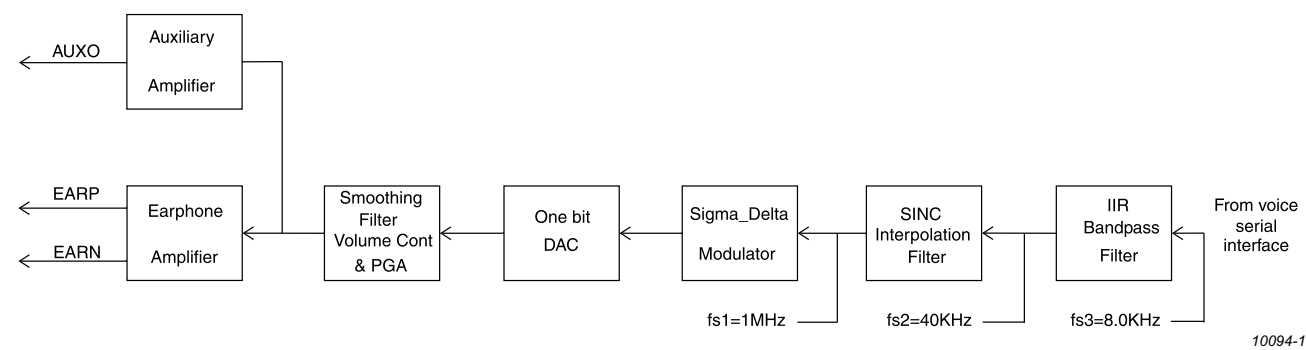 AUXO
Auxiliary
Amplifier
EARP
EARN
Earphone
Amplifier
Smoothing
Filter
Volume Cont
& PGA
One bit
DAC
Sigma_Delta
Modulator
SINC
Interpolation
Filter
IIR
Bandpass
Filter
From voice
serial
interface
fs1=1MHz
fs2=40KHz
fs3=8.0KHz
10094-1